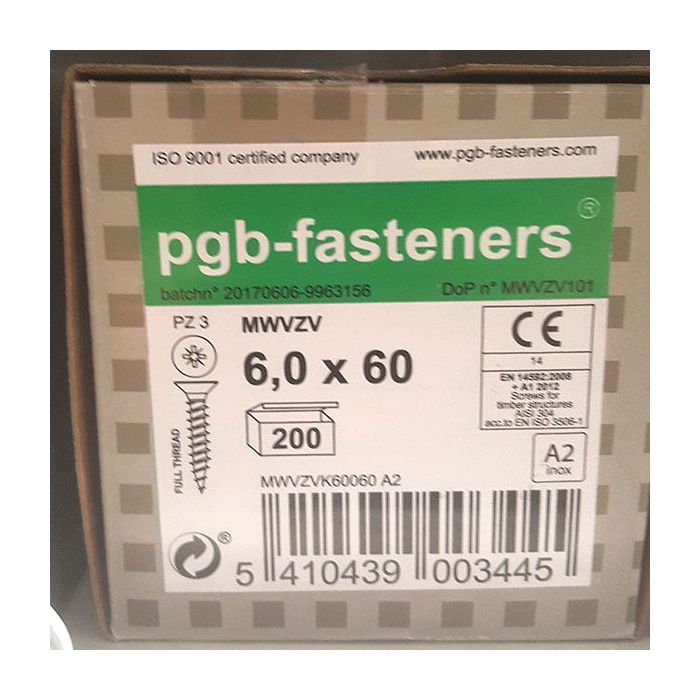 ISO 9001 certified company www.pgb-fasteners.com
pgb-fasteners®
batchn° 20170606-9963156 DoP n° MWVZV101
PZ 3
MWVZV
6,0 x 60
FULL THREAD
200
CE
14
EN 14592:2008
+ A1 2012
Screws for
timber structures
AISI 304
acc.to EN ISO 3506-1
A2
inox
MWVZVK60060 A2
®
5 410439 003445